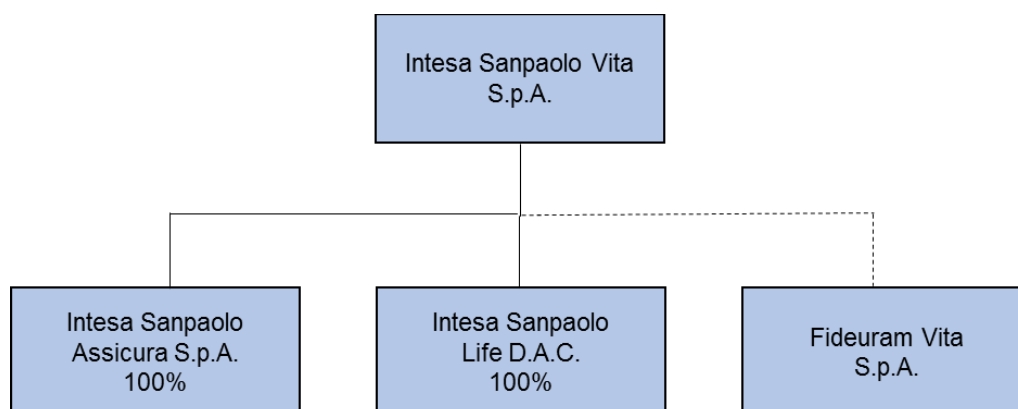 Intesa Sanpaolo Vita
S.p.A.
Intesa Sanpaolo
Assicura S.p.A.
100%
Intesa Sanpaolo
Life D.A.C.
100%
Fideuram Vita
S.p.A.